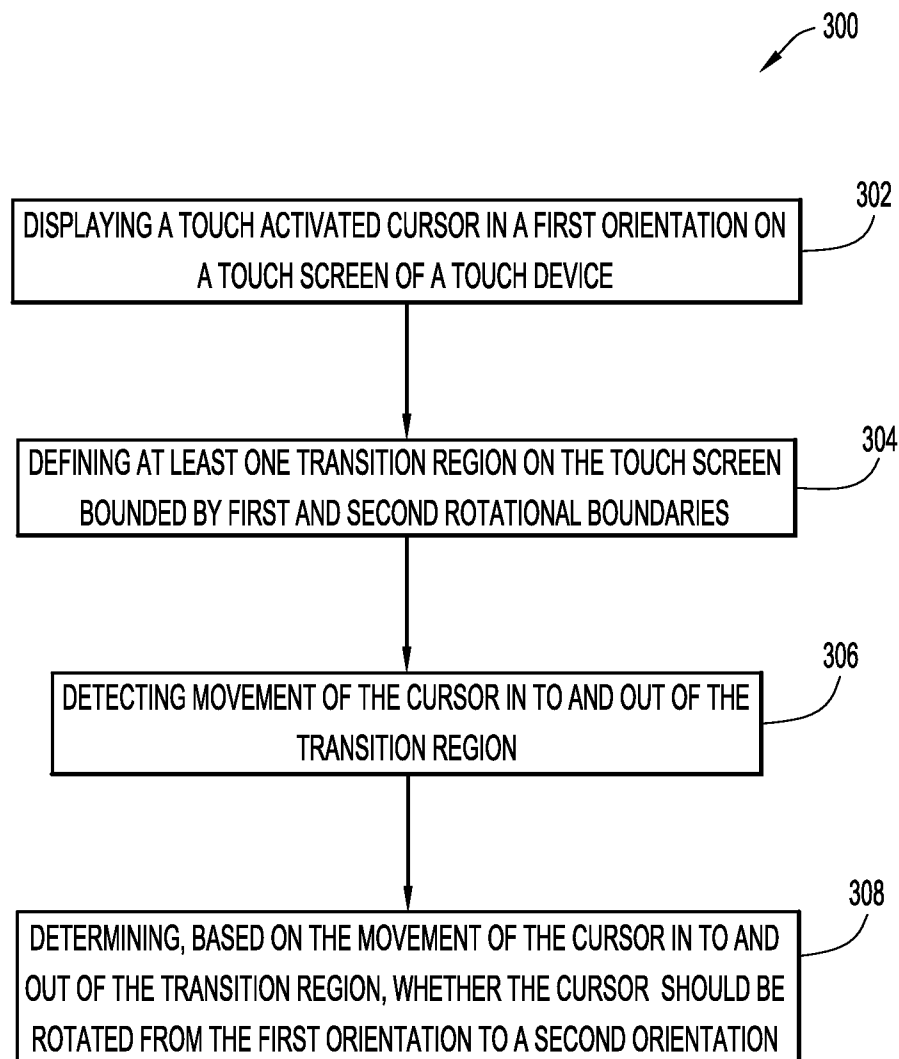 300
302
DISPLAYING A TOUCH ACTIVATED CURSOR IN A FIRST ORIENTATION ON
A TOUCH SCREEN OF A TOUCH DEVICE
304
DEFINING AT LEAST ONE TRANSITION REGION ON THE TOUCH SCREEN
BOUNDED BY FIRST AND SECOND ROTATIONAL BOUNDARIES
306
DETECTING MOVEMENT OF THE CURSOR IN TO AND OUT OF THE
TRANSITION REGION
308
DETERMINING, BASED ON THE MOVEMENT OF THE CURSOR IN TO AND
OUT OF THE TRANSITION REGION, WHETHER THE CURSOR SHOULD BE
ROTATED FROM THE FIRST ORIENTATION TO A SECOND ORIENTATION